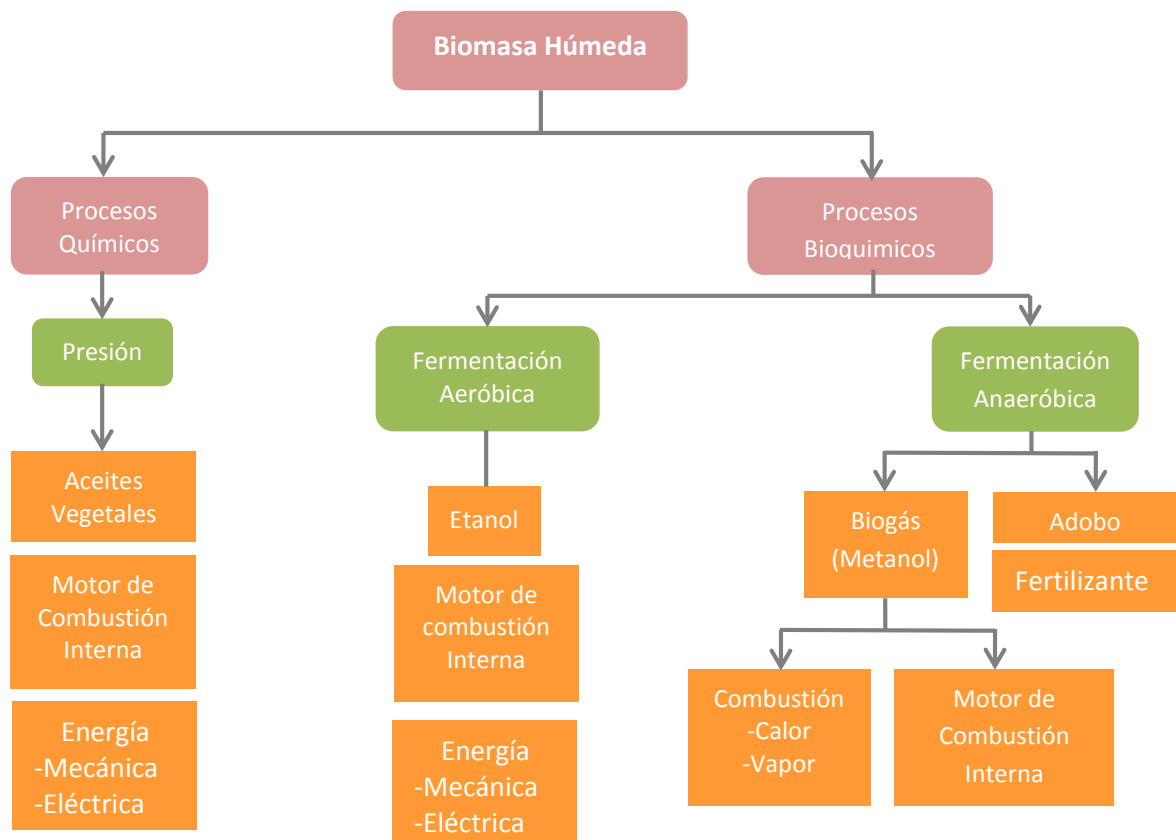 Biomasa Húmeda
Procesos
Químicos
Procesos
Bioquimicos
Presión
Fermentación
Aeróbica
Fermentación
Anaeróbica
Aceites
Vegetales
Etanol
Biogás
(Metanol)
Adobo
Fertilizante
Motor de
Combustión
Interna
Motor de
combustión
Interna
Combustión
-Calor
-Vapor
Motor de
Combustión
Interna
Energía
-Mecánica
-Eléctrica
Energía
-Mecánica
-Eléctrica